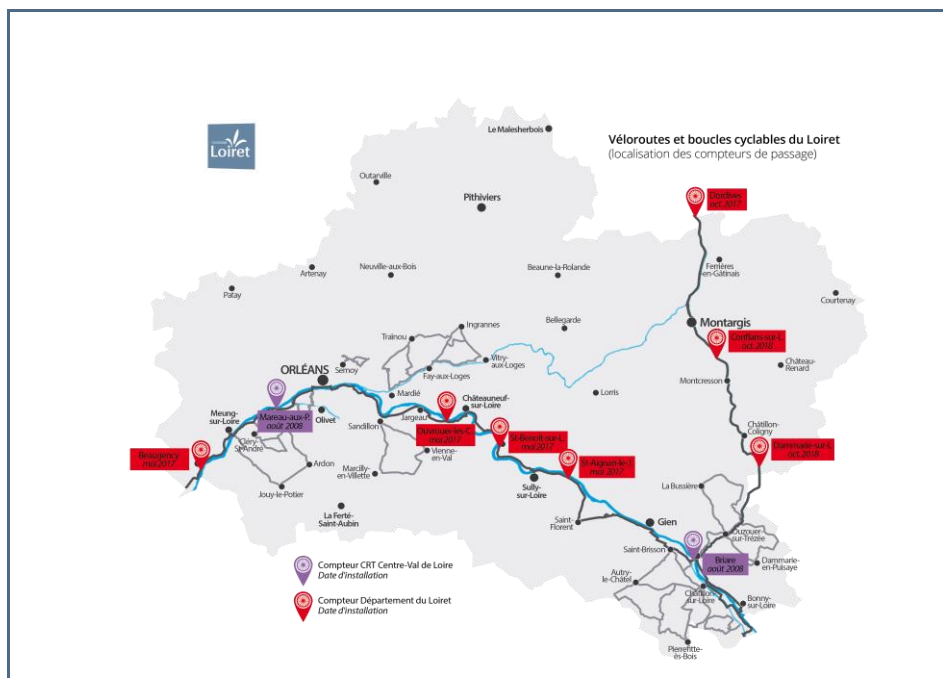 Loiret
Véloroutes et boucles cyclables du Loiret
(localisation des compteurs de passage)
Le Malesherbois
Outarville
Pithiviers
Dordives
oct.2017
Artenay
Neuville-aux-Bois
Beaune-la-Rolande
Ferrières
-en-Gâtinais
Patay
Courtenay
Bellegarde
Montargis
Ingrannes
Traînou
Conflans-sur-L.
oct.2018
Château-
Renard
Vitry-
aux-Loges
Semoy
Fay-aux-Loges
ORLÉANS
Montcresson
Mardié
Lorris
Châteauneuf-
sur-Loire
Mareau-aux-P.
août 2008
Olivet
Meung-
sur-Loire
Jargeau
Sandillon
Ouvrouer-les-C.
mai 2017
St-Benoît-sur-L.
mai 2017
Châtillon-
Coligny
Cléry-
St-André
Dammarie-sur-L.
oct.2018
Beaugency
mai 2017
Vienne-
en-Val
St-Aignan-le-J.
mai 2017
Ardon
Marcilly-
en-Villette
Sully-
sur-Loire
Jouy-le-Potier
La Bussière
La Ferté-
Saint-Aubin
Saint-
Florent
Gien
Ouzouer-
sur-Trézée
Saint-Brisson
Briare
août 2008
Dammarie-
en-Puisaye
Compteur CRT Centre-Val de Loire
Date d'installation
Autry-
le-Châtel
Châtillon-
sur-Loire
Bonny-
sur-Loire
Compteur Département du Loiret
Date d'installation
Pierrefitte-
ès-Bois